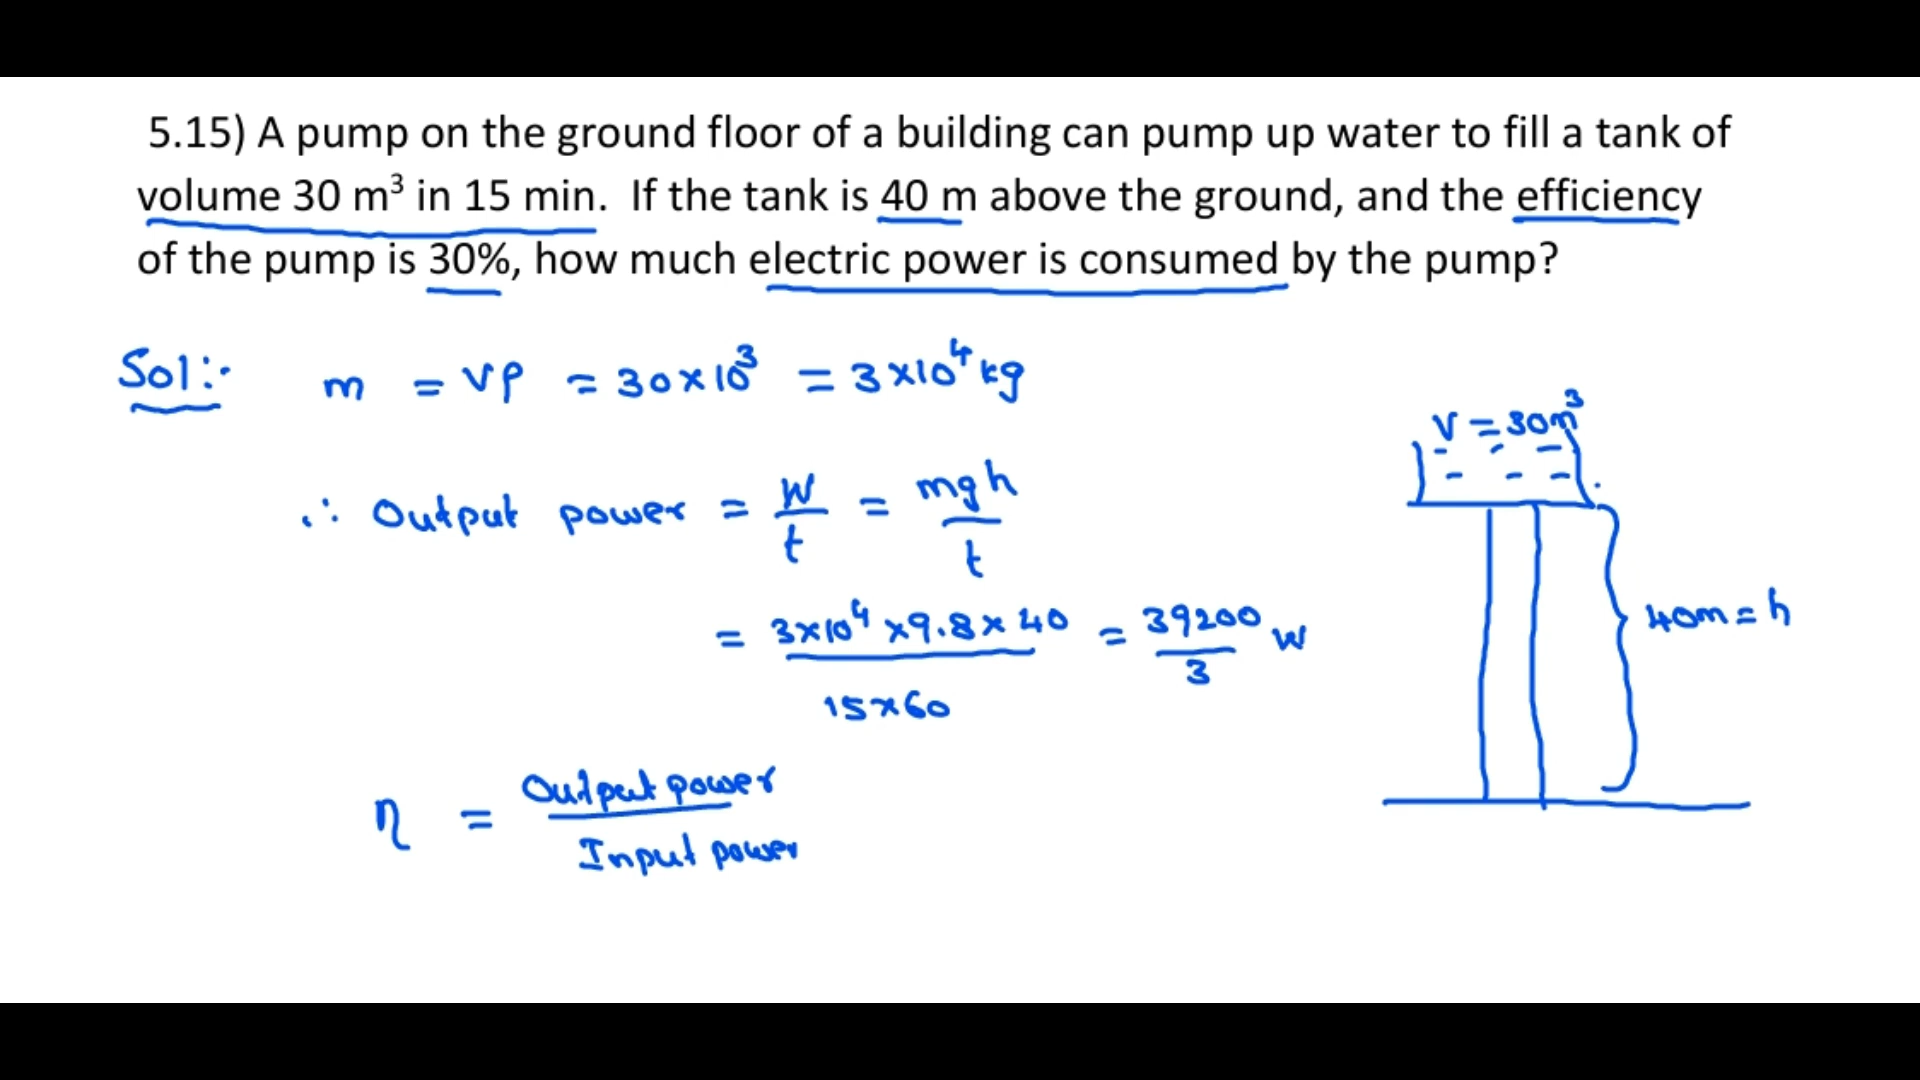 5.15) A pump on the ground floor of a building can pump up water to fill a tank of
volume 30 m³ in 15 min. If the tank is 40 m above the ground, and the efficiency
of the pump is 30%, how much electric power is consumed by the pump?
Sol:- m = Vρ = 30×10³ = 3×10⁴ kg
V = 30m³
∴ Output power = W/t = mgh/t
= 3×10⁴ ×9.8× 40 / 15×60 = 39200/3 W
40m = h
η = Output power / Input power